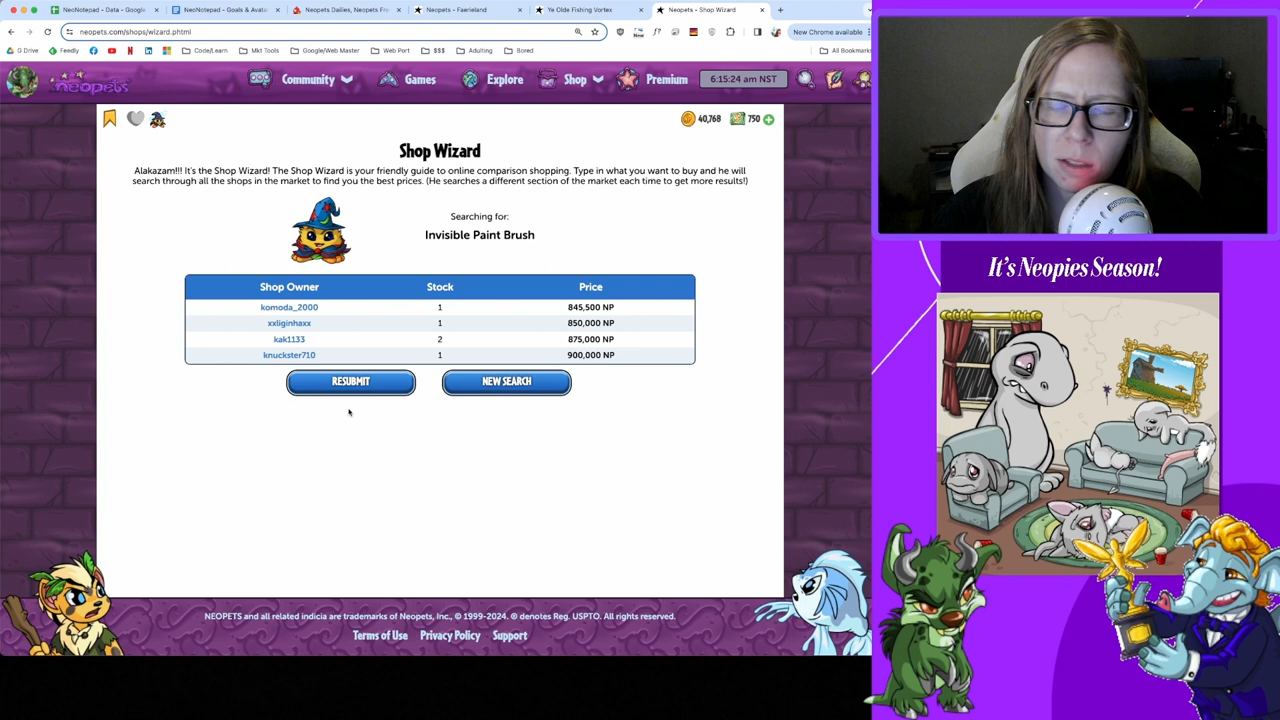 NeoNotepad - Data - Google
NeoNotepad - Goals & Avata
Neopets Dailies, Neopets Fre
Neopets - Faerieland
Ye Olde Fishing Vortex
Neopets - Shop Wizard
neopets.com/shops/wizard.phtml
New Chrome available
G Drive
Feedly
Code/Learn
Mkt Tools
Google/Web Master
Web Port
$$$
Adulting
Bored
All Bookmarks
neopets
Community
Games
Explore
Shop
Premium
6:15:24 am NST
40,768
750
Shop Wizard
Alakazam!!! It's the Shop Wizard! The Shop Wizard is your friendly guide to online comparison shopping. Type in what you want to buy and he will
search through all the shops in the market to find you the best prices. (He searches a different section of the market each time to get more results!)
Searching for:
Invisible Paint Brush
Shop Owner Stock Price
komoda_2000 1 845,500 NP
xxliginhaxx 1 850,000 NP
kak1133 2 875,000 NP
knuckster710 1 900,000 NP
RESUBMIT
NEW SEARCH
It's Neopies Season!
NEOPETS and all related indicia are trademarks of Neopets, Inc., © 1999-2024. ® denotes Reg. USPTO. All rights reserved.
Terms of Use
Privacy Policy
Support